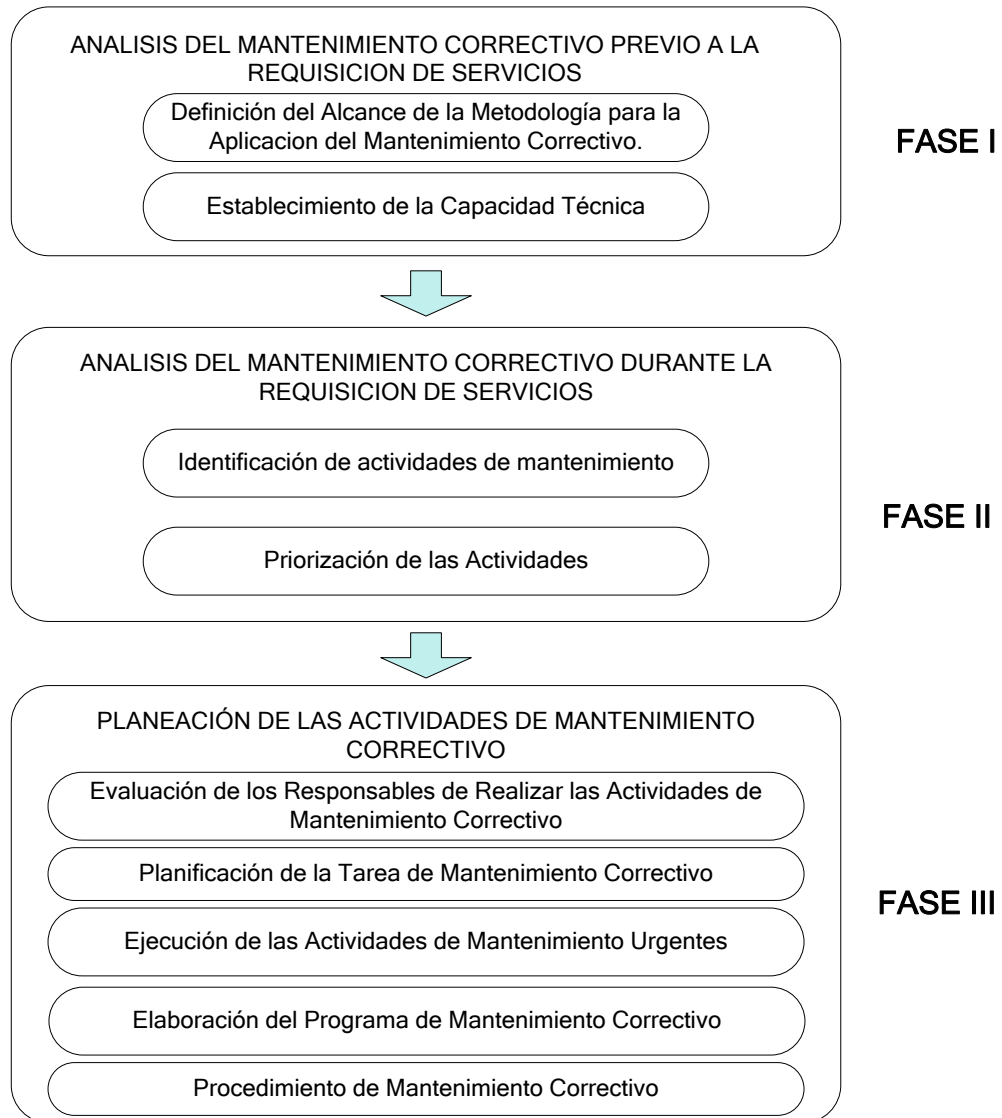 ANALISIS DEL MANTENIMIENTO CORRECTIVO PREVIO A LA
REQUISICION DE SERVICIOS
Definición del Alcance de la Metodología para la
Aplicacion del Mantenimiento Correctivo.
Establecimiento de la Capacidad Técnica
FASE I
ANALISIS DEL MANTENIMIENTO CORRECTIVO DURANTE LA
REQUISICION DE SERVICIOS
Identificación de actividades de mantenimiento
Priorización de las Actividades
FASE II
PLANEACIÓN DE LAS ACTIVIDADES DE MANTENIMIENTO
CORRECTIVO
Evaluación de los Responsables de Realizar las Actividades de
Mantenimiento Correctivo
Planificación de la Tarea de Mantenimiento Correctivo
Ejecución de las Actividades de Mantenimiento Urgentes
Elaboración del Programa de Mantenimiento Correctivo
Procedimiento de Mantenimiento Correctivo
FASE III